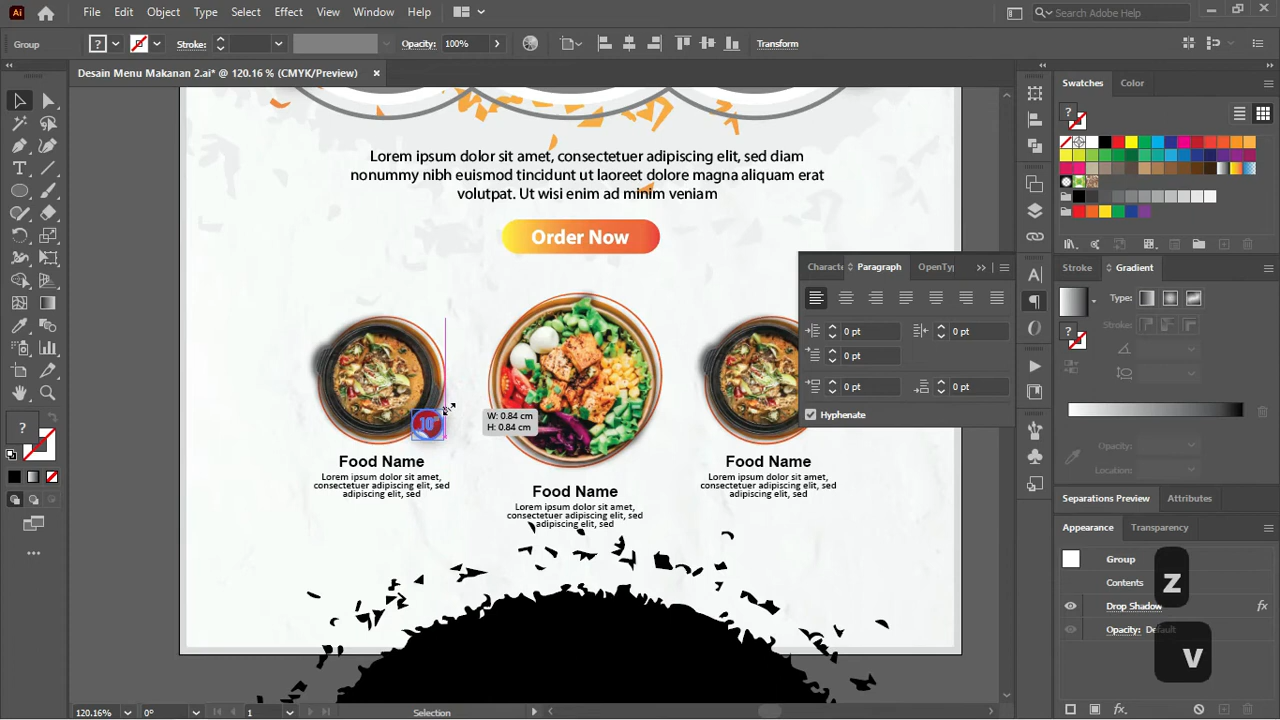 Ai File Edit Object Type Select Effect View Window Help Search Adobe Help
Group ? Stroke: Opacity: 100% Transform
Desain Menu Makanan 2.ai* @ 120.16 % (CMYK/Preview) ×
Swatches Color
Lorem ipsum dolor sit amet, consectetuer adipiscing elit, sed diam
nonummy nibh euismod tincidunt ut laoreet dolore magna aliquam erat
volutpat. Ut wisi enim ad minim veniam
Order Now
Paragraph
Stroke Gradient
Type:
0 pt 0 pt
0 pt
0 pt 0 pt
Hyphenate
W: 0.84 cm
H: 0.84 cm
Food Name
Lorem ipsum dolor sit amet,
consectetuer adipiscing elit, sed
adipiscing elit, sed
Food Name
Lorem ipsum dolor sit amet,
consectetuer adipiscing elit, sed
adipiscing elit, sed
Food Name
Lorem ipsum dolor sit amet,
consectetuer adipiscing elit, sed
adipiscing elit, sed
Strokes:
Opacity:
Location:
Separations Preview Attributes
Appearance Transparency
Group
Contents
Drop Shadow fx
Opacity: Default
z
v
120.16% 0° 1 Selection